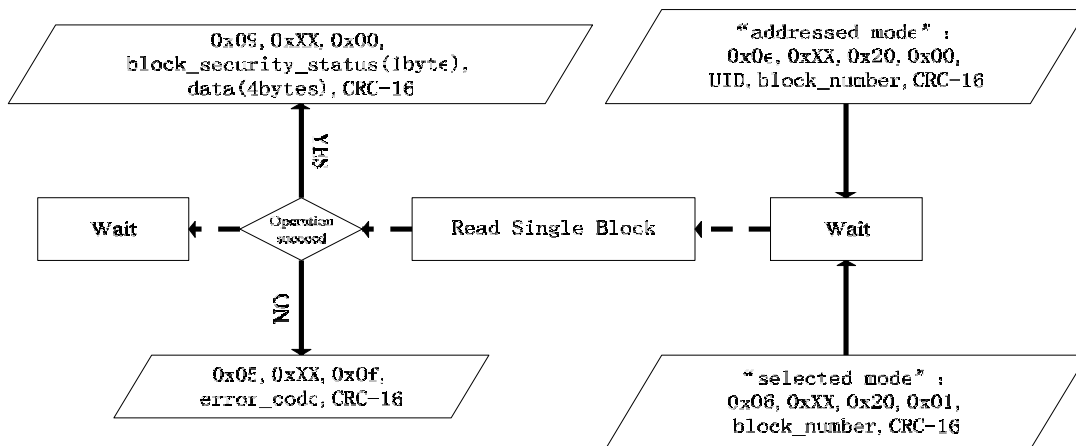 0x09, 0xXX, 0x00,
block_security_status(1byte),
data(4bytes), CRC-16
"addressed mode" :
0x0e, 0xXX, 0x20, 0x00,
UID, block_number, CRC-16
YES
Wait
Operation
succeed
Read Single Block
Wait
NO
0x05, 0xXX, 0x0f,
error_code, CRC-16
"selected mode" :
0x06, 0xXX, 0x20, 0x01,
block_number, CRC-16